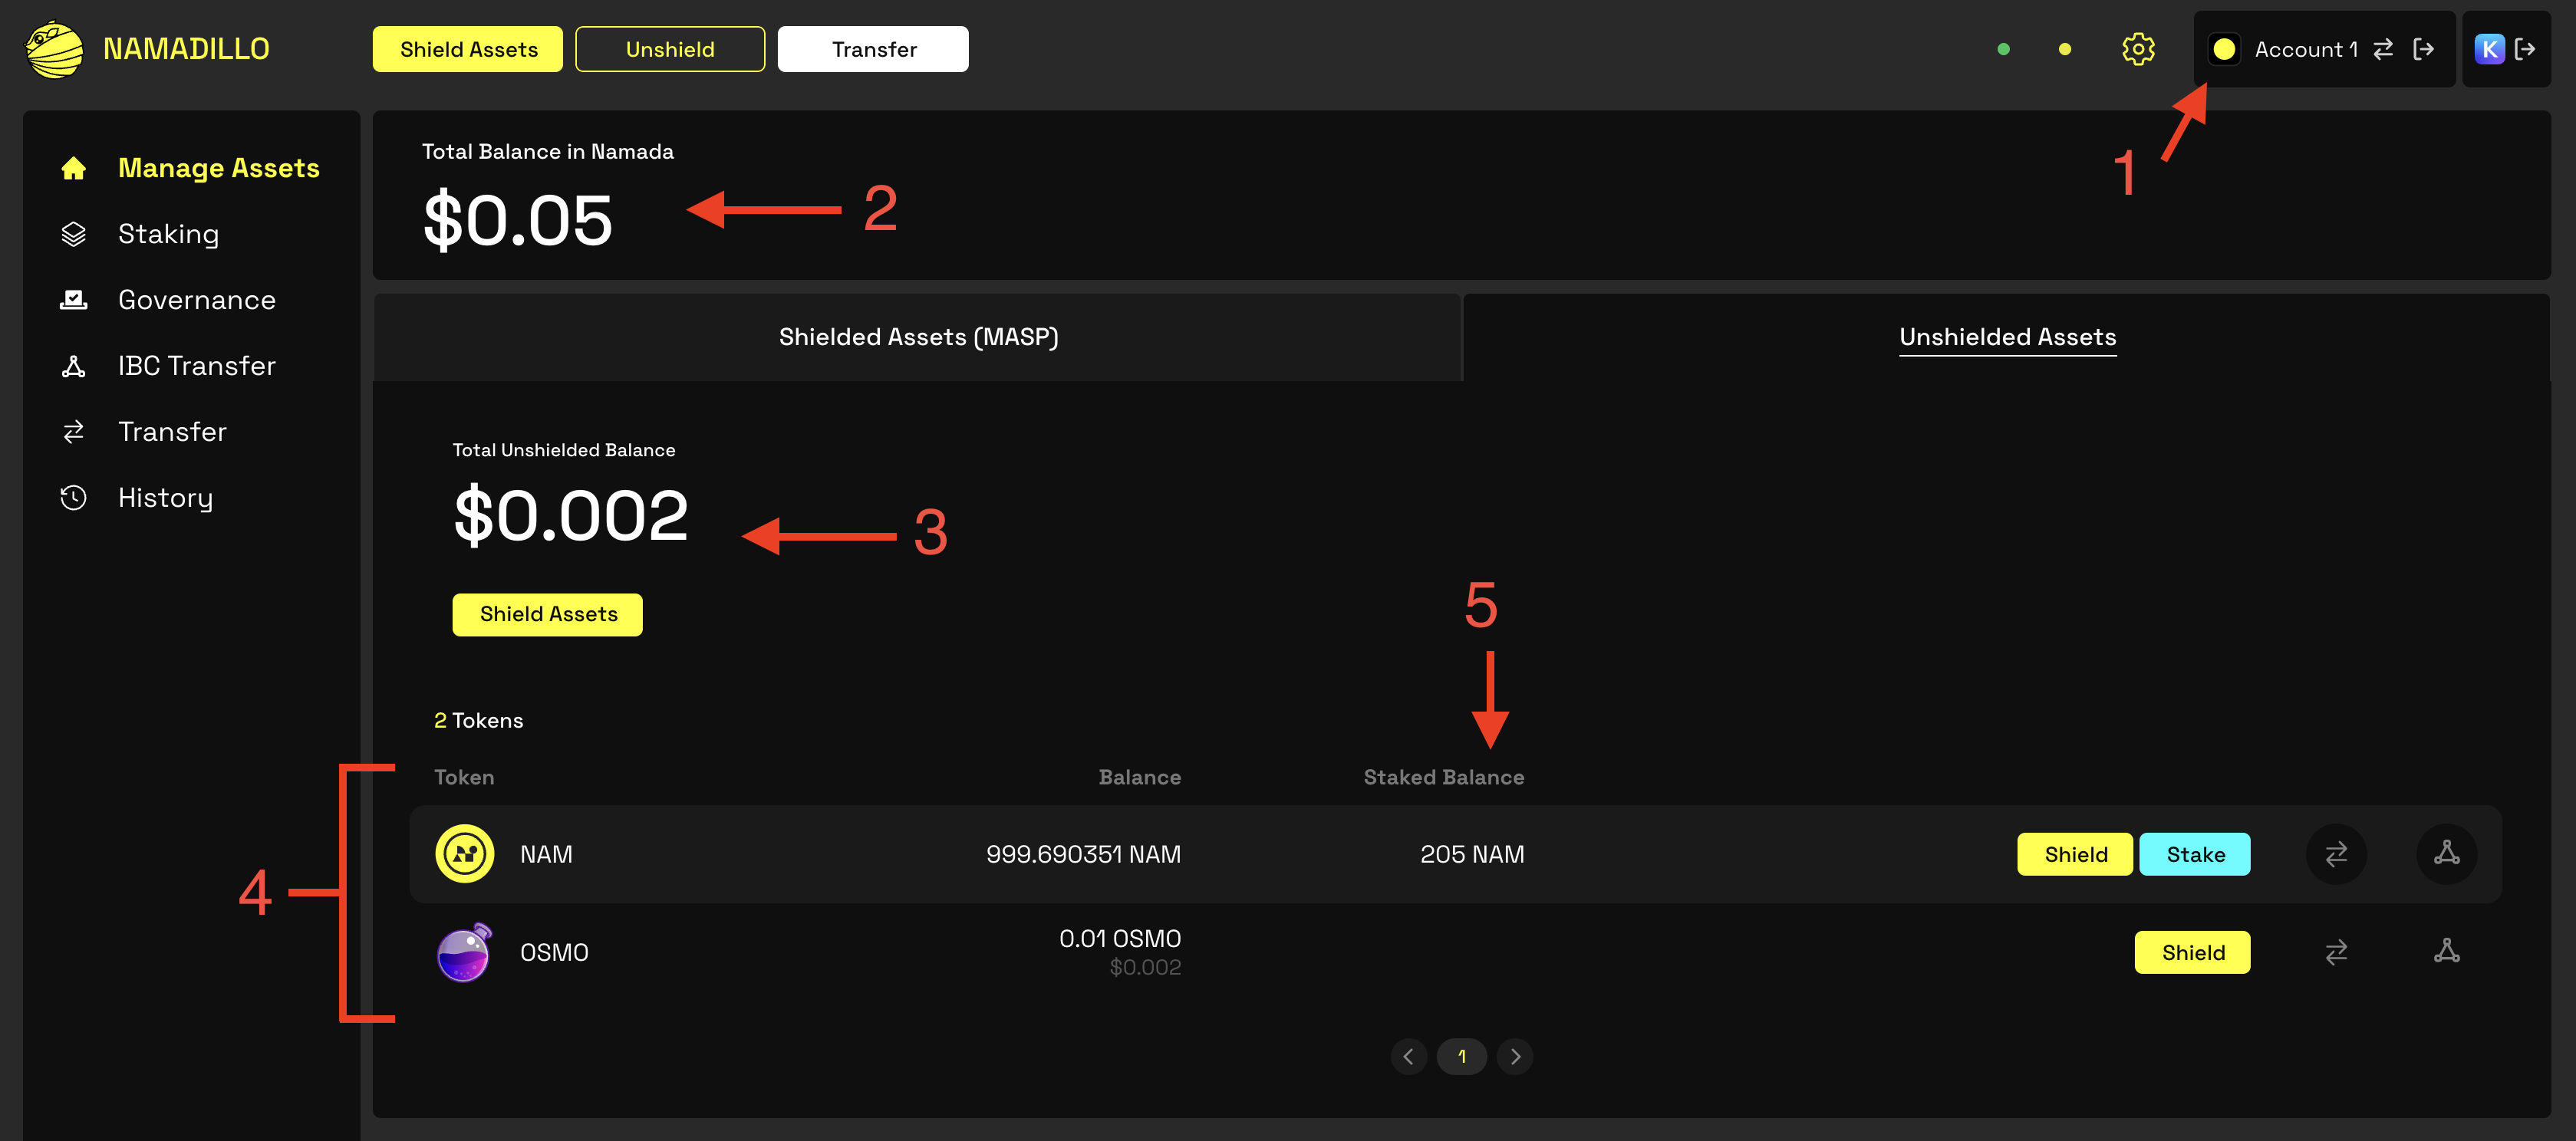 NAMADILLO
Shield Assets
Unshield
Transfer
Account 1
K
1
Manage Assets
Staking
Governance
IBC Transfer
Transfer
History
Total Balance in Namada
$0.05
2
Shielded Assets (MASP)
Unshielded Assets
Total Unshielded Balance
$0.002
3
Shield Assets
5
2 Tokens
Token Balance Staked Balance
4
NAM 999.690351 NAM 205 NAM Shield Stake
OSMO 0.01 OSMO Shield
$0.002
1